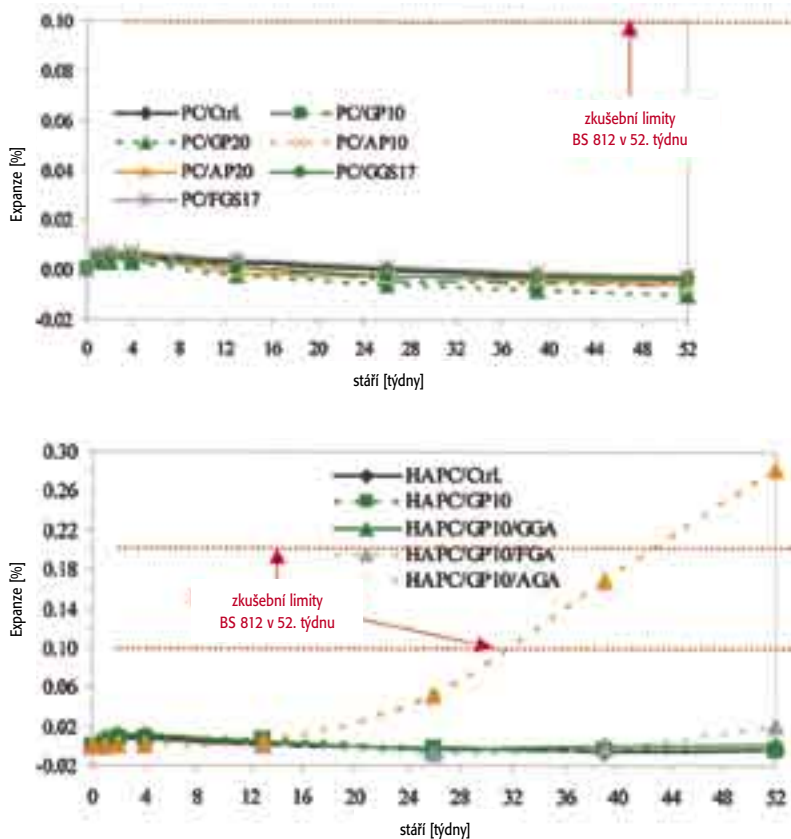 0.10
0.08
0.06
0.04
0.02
0.00
-0.02
Expanze [%]
PC/Ctrl.
PC/GP10
PC/GP20
PC/AP10
PC/AP20
PC/GGS17
PC/FGS17
zkušební limity
BS 812 v 52. týdnu
0 4 8 12 16 20 24 28 32 36 40 44 48 52
stáří [týdny]
0.30
0.26
0.22
0.18
0.14
0.10
0.06
0.02
-0.02
Expanze [%]
HAPC/Ctrl.
HAPC/GP10
HAPC/GP10/GGA
HAPC/GP10/FGA
HAPC/GP10/AGA
zkušební limity
BS 812 v 52. týdnu
0 4 8 12 16 20 24 28 32 36 40 44 48 52
stáří [týdny]